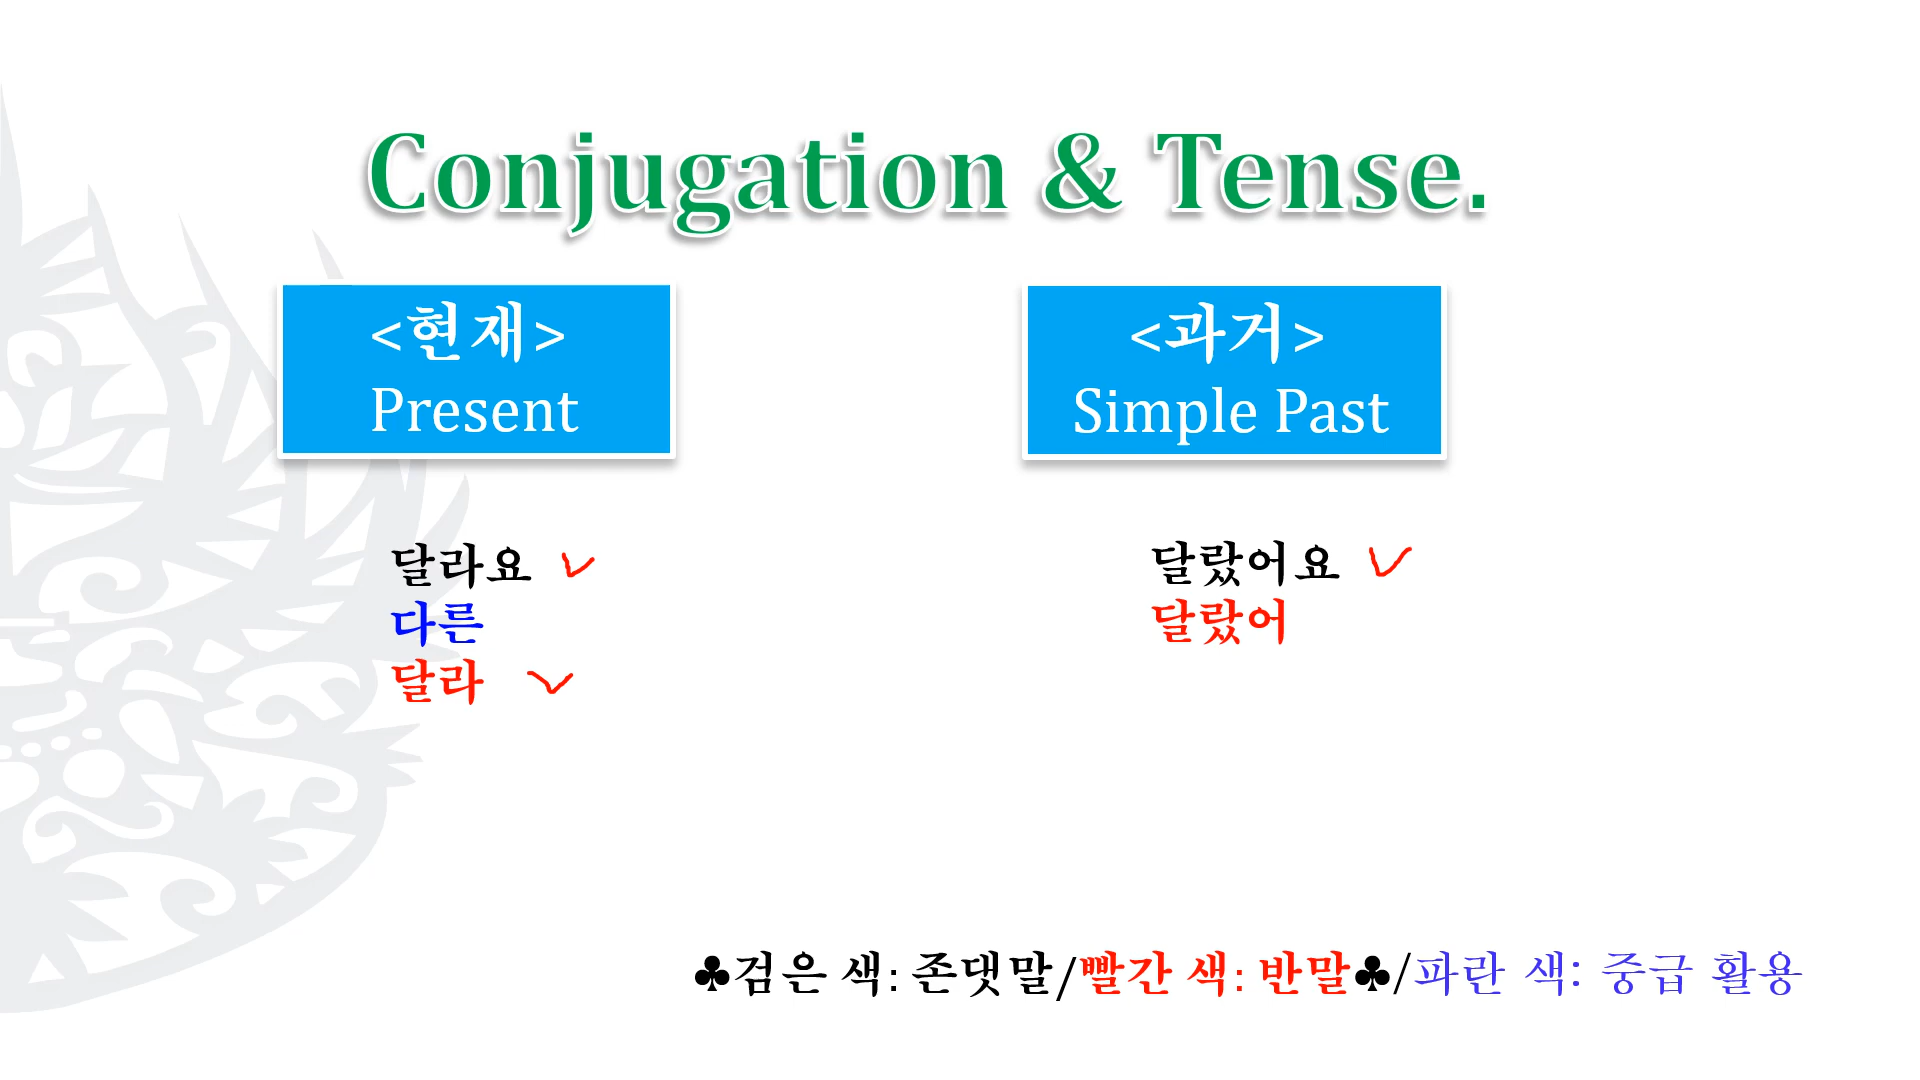 Conjugation & Tense.
<현재>
Present
달라요
다른
달라
<과거>
Simple Past
달랐어요
달랐어
♣검은 색: 존댓말/빨간 색: 반말♣/파란 색: 중급 활용